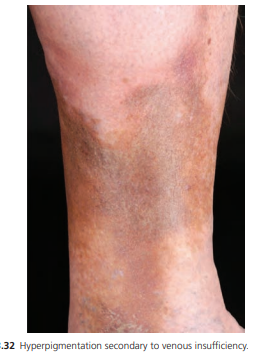 .32 Hyperpigmentation secondary to venous insufficiency.